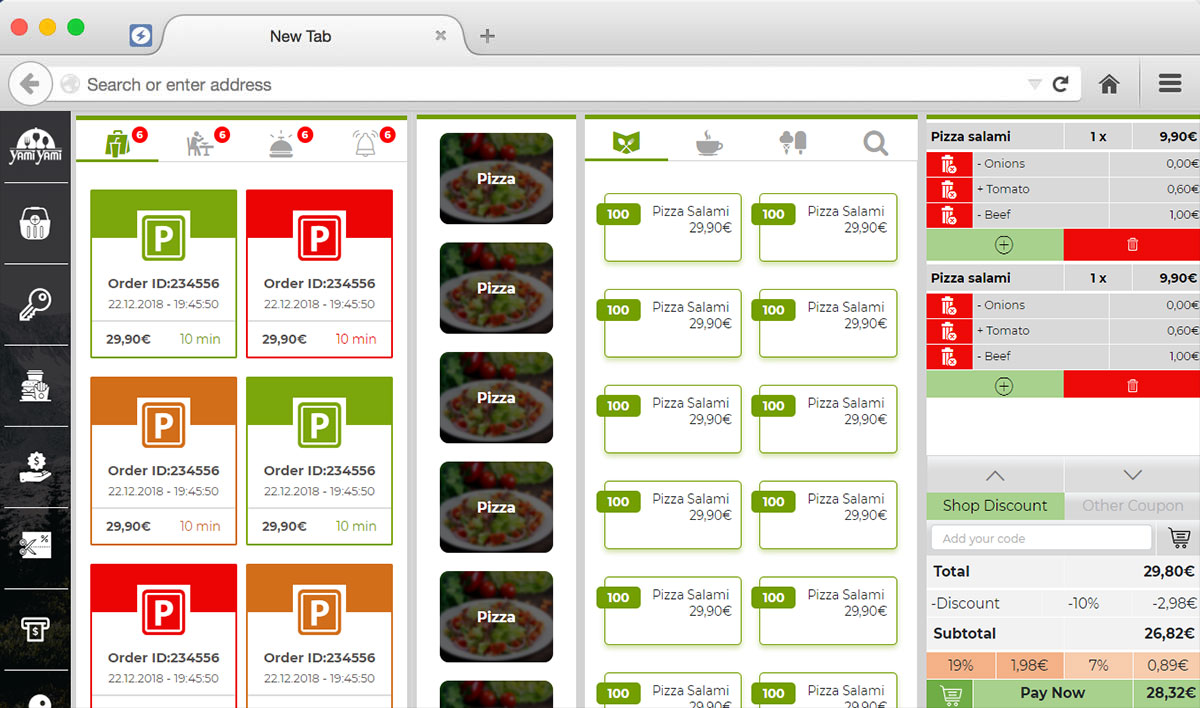 New Tab
Search or enter address
YAMI YAMI
6
6
6
6
P
Order ID:234556
22.12.2018 - 19:45:50
29,90€ 10 min
P
Order ID:234556
22.12.2018 - 19:45:50
29,90€ 10 min
P
Order ID:234556
22.12.2018 - 19:45:50
29,90€ 10 min
P
Order ID:234556
22.12.2018 - 19:45:50
29,90€ 10 min
P
Order ID:234556
22.12.2018 - 19:45:50
P
Order ID:234556
22.12.2018 - 19:45:50
Pizza
Pizza
Pizza
Pizza
Pizza
100 Pizza Salami
29,90€
100 Pizza Salami
29,90€
100 Pizza Salami
29,90€
100 Pizza Salami
29,90€
100 Pizza Salami
29,90€
100 Pizza Salami
29,90€
100 Pizza Salami
29,90€
100 Pizza Salami
29,90€
100 Pizza Salami
29,90€
100 Pizza Salami
29,90€
100 Pizza Salami
29,90€
100 Pizza Salami
29,90€
Pizza salami 1 x 9,90€
- Onions 0,00€
+ Tomato 0,60€
- Beef 1,00€
Pizza salami 1 x 9,90€
- Onions 0,00€
+ Tomato 0,60€
- Beef 1,00€
Shop Discount Other Coupon
Add your code
Total 29,80€
-Discount -10% -2,98€
Subtotal 26,82€
19% 1,98€ 7% 0,89€
Pay Now 28,32€